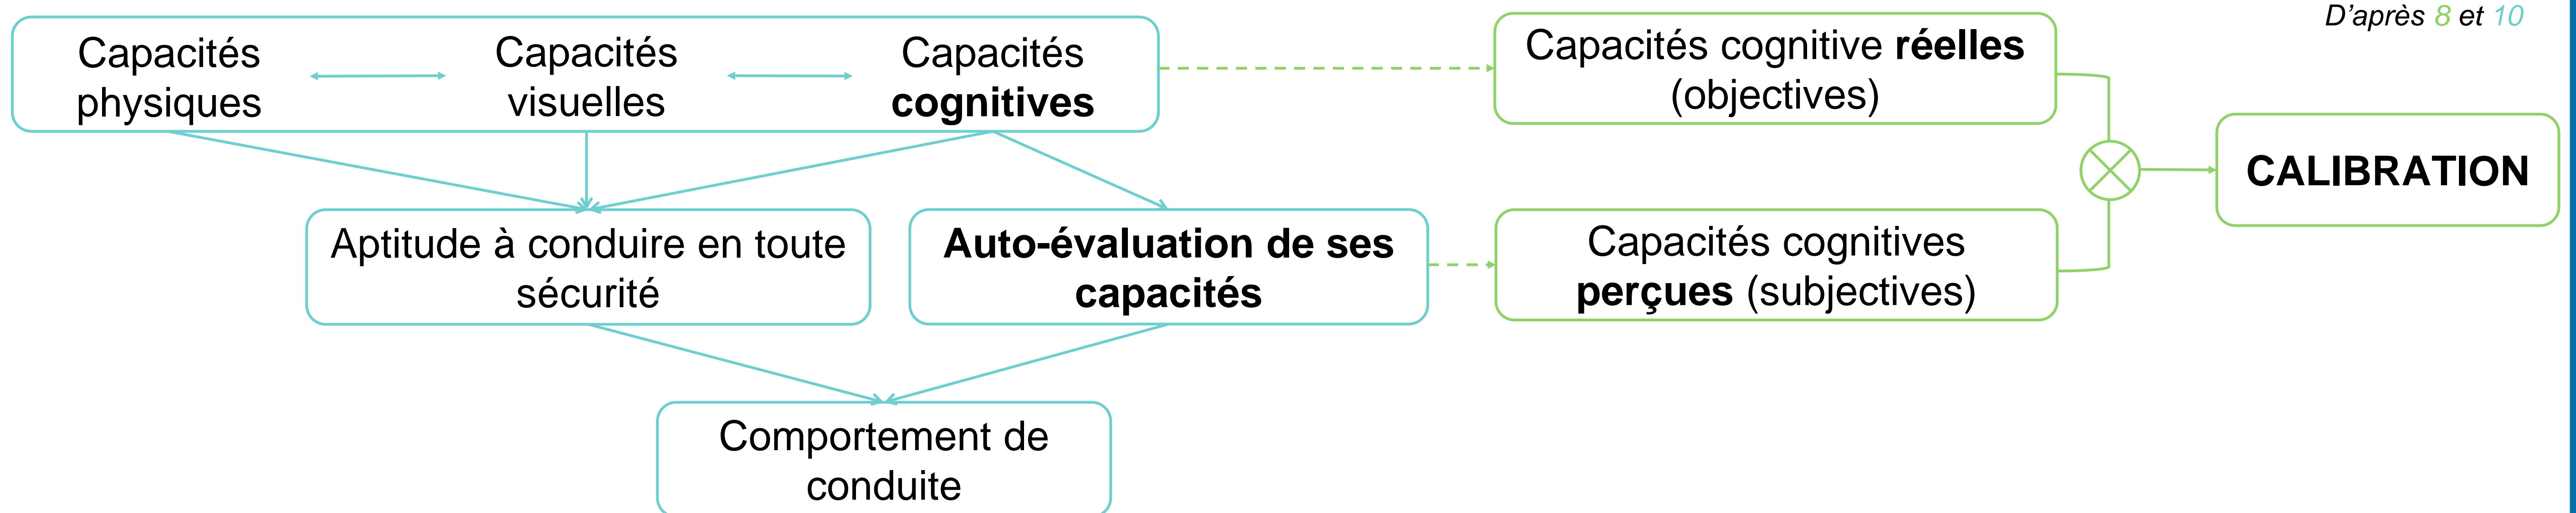 D'après 8 et 10
Capacités
physiques
Capacités
visuelles
Capacités
cognitives
Capacités cognitive réelles
(objectives)
CALIBRATION
Aptitude à conduire en toute
sécurité
Auto-évaluation de ses
capacités
Capacités cognitives
perçues (subjectives)
Comportement de
conduite